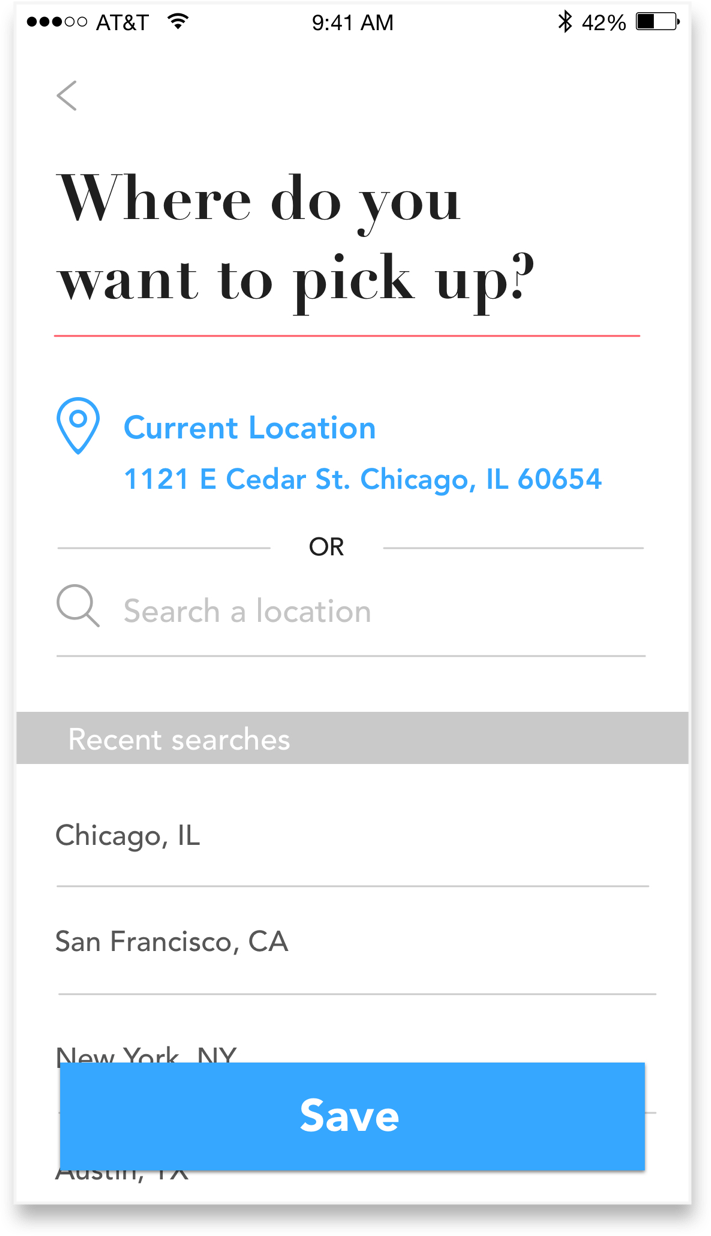 AT&T 9:41 AM 42%
Where do you
want to pick up?
Current Location
1121 E Cedar St. Chicago, IL 60654
OR
Search a location
Recent searches
Chicago, IL
San Francisco, CA
New York, NY
Save
Austin, TX